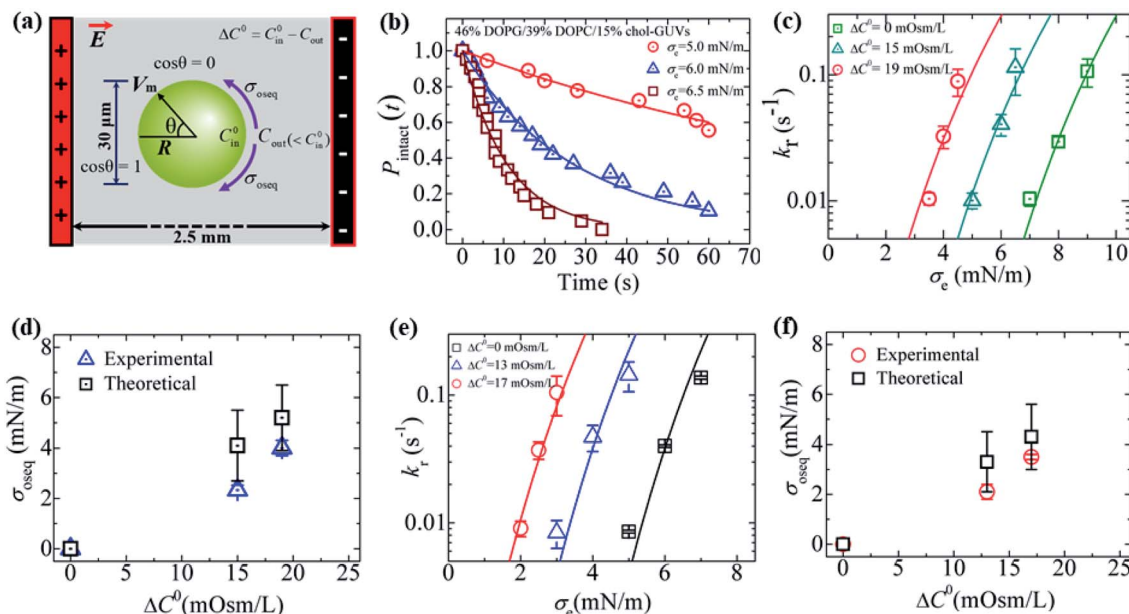 (a)
E
ΔC⁰ = C⁰in − Cout
cosθ = 0
Vm
σoseq
30 μm
θ
R
C⁰in
Cout(< C⁰in)
cosθ = 1
σoseq
2.5 mm
(b)
46% DOPG/39% DOPC/15% chol-GUVs
σe=5.0 mN/m
σe=6.0 mN/m
σe=6.5 mN/m
Pintact (t)
1.0
0.8
0.6
0.4
0.2
0.0
0 10 20 30 40 50 60 70
Time (s)
(c)
ΔC⁰= 0 mOsm/L
ΔC⁰= 15 mOsm/L
ΔC⁰= 19 mOsm/L
kr (s⁻¹)
0.1
0.01
0 2 4 6 8 10
σe (mN/m)
(d)
Experimental
Theoretical
σoseq (mN/m)
8
6
4
2
0
0 5 10 15 20 25
ΔC⁰(mOsm/L)
(e)
ΔC⁰=0 mOsm/L
ΔC⁰=13 mOsm/L
ΔC⁰=17 mOsm/L
kr (s⁻¹)
0.1
0.01
0 2 4 6 8
σe(mN/m)
(f)
Experimental
Theoretical
σoseq (mN/m)
8
6
4
2
0
0 5 10 15 20 25
ΔC⁰(mOsm/L)